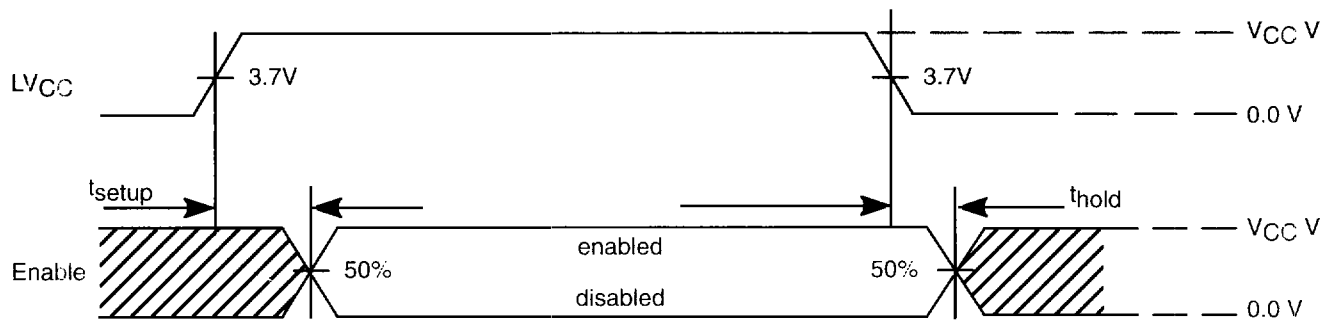 V_CC V
LV_CC
3.7V
3.7V
0.0 V
t_setup
t_hold
V_CC V
enabled
Enable
50%
50%
disabled
0.0 V